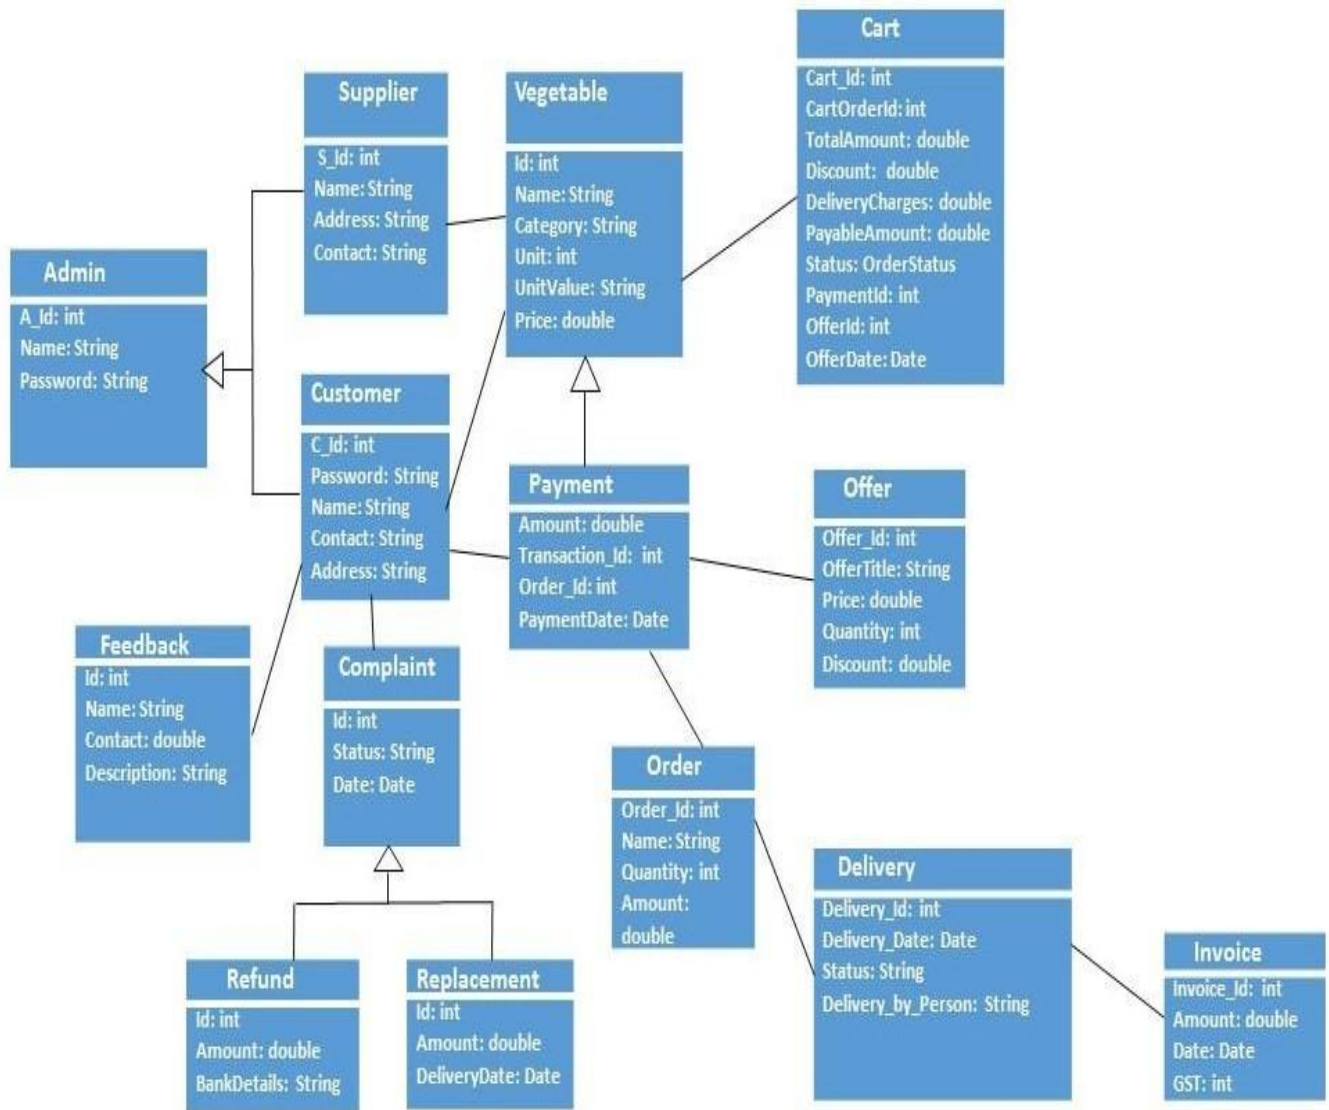 Cart
Cart_Id: int
CartOrderId: int
TotalAmount: double
Discount: double
DeliveryCharges: double
PayableAmount: double
Status: OrderStatus
PaymentId: int
OfferId: int
OfferDate: Date
Supplier
S_Id: int
Name: String
Address: String
Contact: String
Vegetable
Id: int
Name: String
Category: String
Unit: int
UnitValue: String
Price: double
Admin
A_Id: int
Name: String
Password: String
Customer
C_Id: int
Password: String
Name: String
Contact: String
Address: String
Payment
Amount: double
Transaction_Id: int
Order_Id: int
PaymentDate: Date
Offer
Offer_Id: int
OfferTitle: String
Price: double
Quantity: int
Discount: double
Feedback
Id: int
Name: String
Contact: double
Description: String
Complaint
Id: int
Status: String
Date: Date
Order
Order_Id: int
Name: String
Quantity: int
Amount:
double
Delivery
Delivery_Id: int
Delivery_Date: Date
Status: String
Delivery_by_Person: String
Invoice
Invoice_Id: int
Amount: double
Date: Date
GST: int
Refund
Id: int
Amount: double
BankDetails: String
Replacement
Id: int
Amount: double
DeliveryDate: Date